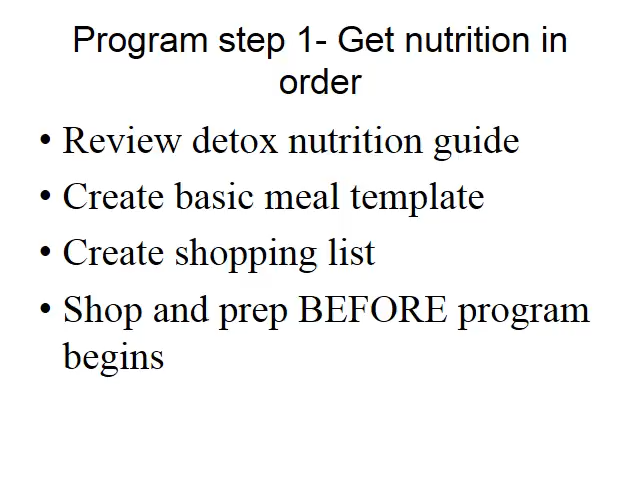 Program step 1- Get nutrition in
order
• Review detox nutrition guide
• Create basic meal template
• Create shopping list
• Shop and prep BEFORE program
begins